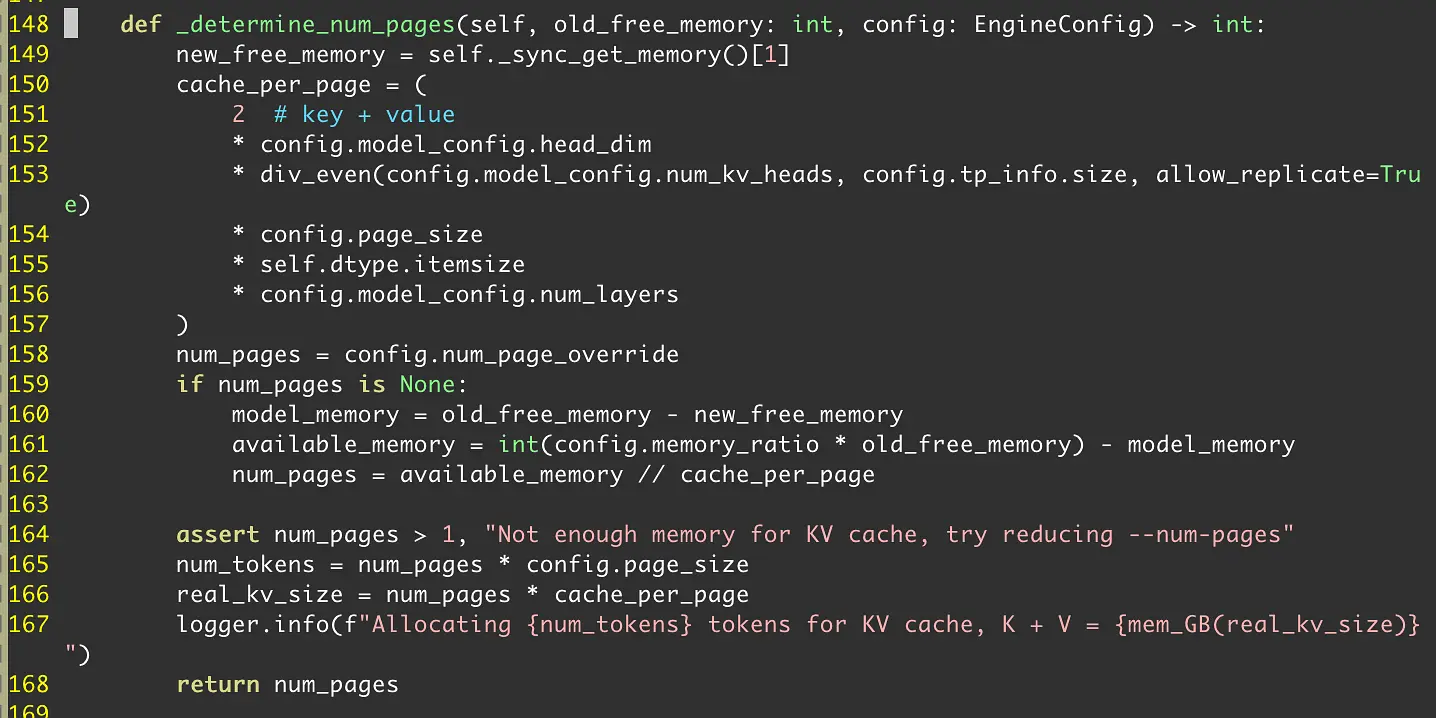 148     def _determine_num_pages(self, old_free_memory: int, config: EngineConfig) -> int:
149         new_free_memory = self._sync_get_memory()[1]
150         cache_per_page = (
151             2  # key + value
152             * config.model_config.head_dim
153             * div_even(config.model_config.num_kv_heads, config.tp_info.size, allow_replicate=Tru
e)
154             * config.page_size
155             * self.dtype.itemsize
156             * config.model_config.num_layers
157         )
158         num_pages = config.num_page_override
159         if num_pages is None:
160             model_memory = old_free_memory - new_free_memory
161             available_memory = int(config.memory_ratio * old_free_memory) - model_memory
162             num_pages = available_memory // cache_per_page
163
164         assert num_pages > 1, "Not enough memory for KV cache, try reducing --num-pages"
165         num_tokens = num_pages * config.page_size
166         real_kv_size = num_pages * cache_per_page
167         logger.info(f"Allocating {num_tokens} tokens for KV cache, K + V = {mem_GB(real_kv_size)}
")
168         return num_pages
169